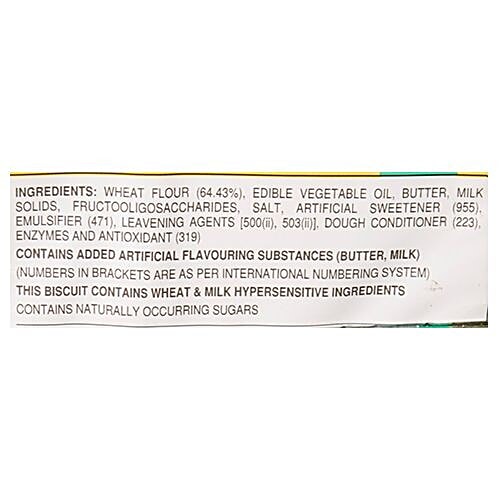 INGREDIENTS: WHEAT FLOUR (64.43%), EDIBLE VEGETABLE OIL, BUTTER, MILK
SOLIDS, FRUCTOOLIGOSACCHARIDES, SALT, ARTIFICIAL SWEETENER (955),
EMULSIFIER (471), LEAVENING AGENTS [500(ii), 503(ii)], DOUGH CONDITIONER (223),
ENZYMES AND ANTIOXIDANT (319)
CONTAINS ADDED ARTIFICIAL FLAVOURING SUBSTANCES (BUTTER, MILK)
(NUMBERS IN BRACKETS ARE AS PER INTERNATIONAL NUMBERING SYSTEM)
THIS BISCUIT CONTAINS WHEAT & MILK HYPERSENSITIVE INGREDIENTS
CONTAINS NATURALLY OCCURRING SUGARS